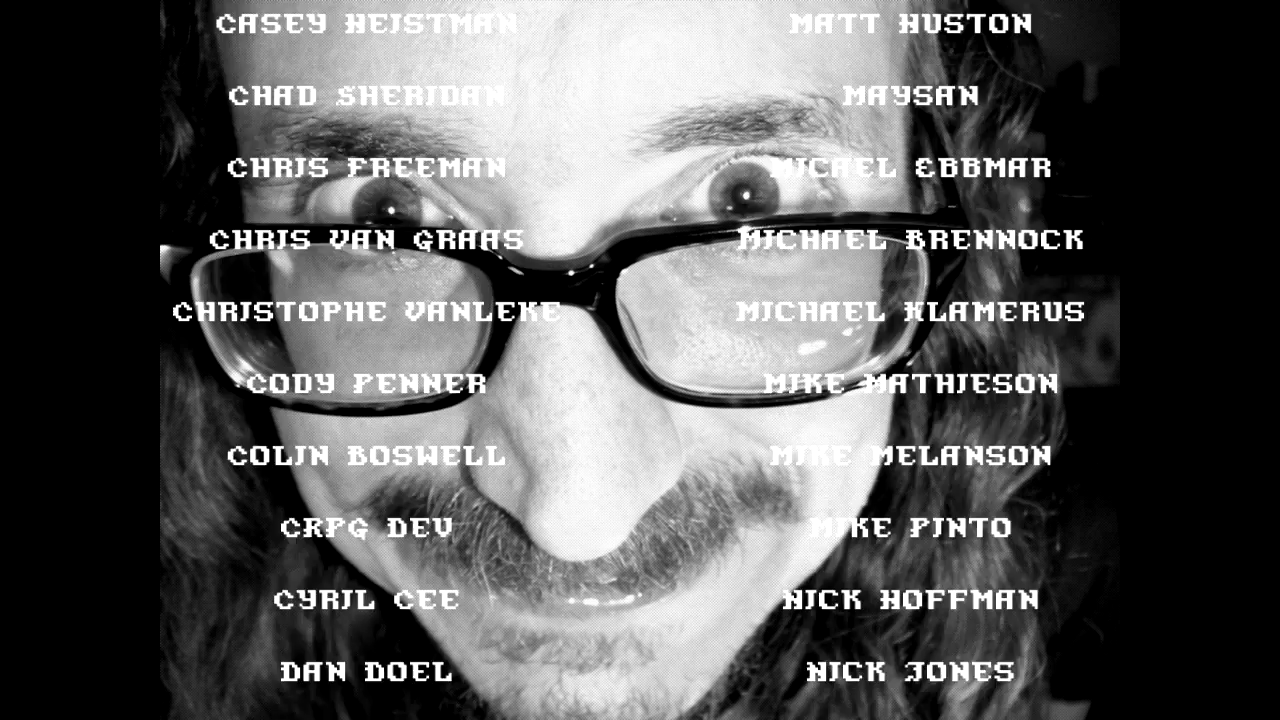 CASEY HEISTMAN
CHAD SHERIDAN
CHRIS FREEMAN
CHRIS VAN GRAAS
CHRISTOPHE VANLEKE
CODY PENNER
COLIN BOSWELL
CRPG DEV
CYRIL CEE
DAN DOEL
MATT HUSTON
MAYSAN
MICAEL EBBMAR
MICHAEL BRENNOCK
MICHAEL KLAMERUS
MIKE MATHIESON
MIKE MELANSON
MIKE PINTO
NICK HOFFMAN
NICK JONES